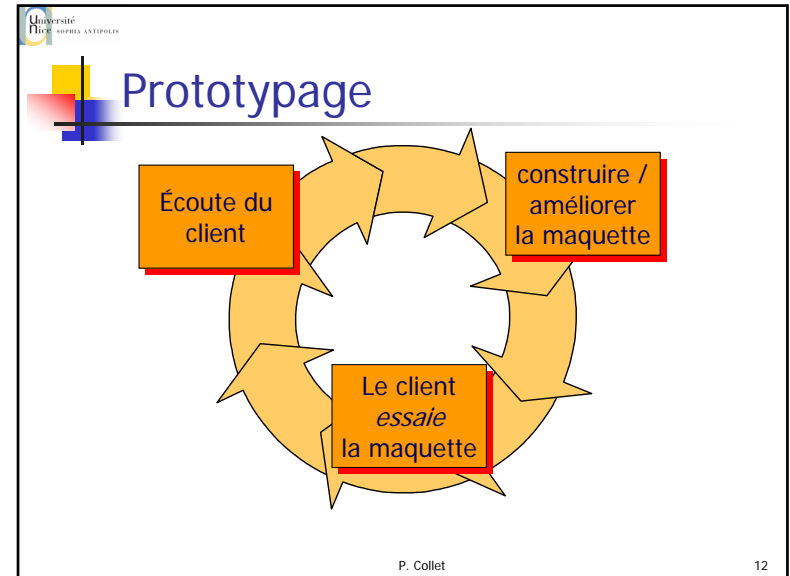 Université
Nice SOPHIA ANTIPOLIS
Prototypage
Écoute du
client
construire /
améliorer
la maquette
Le client
essaie
la maquette
P. Collet
12